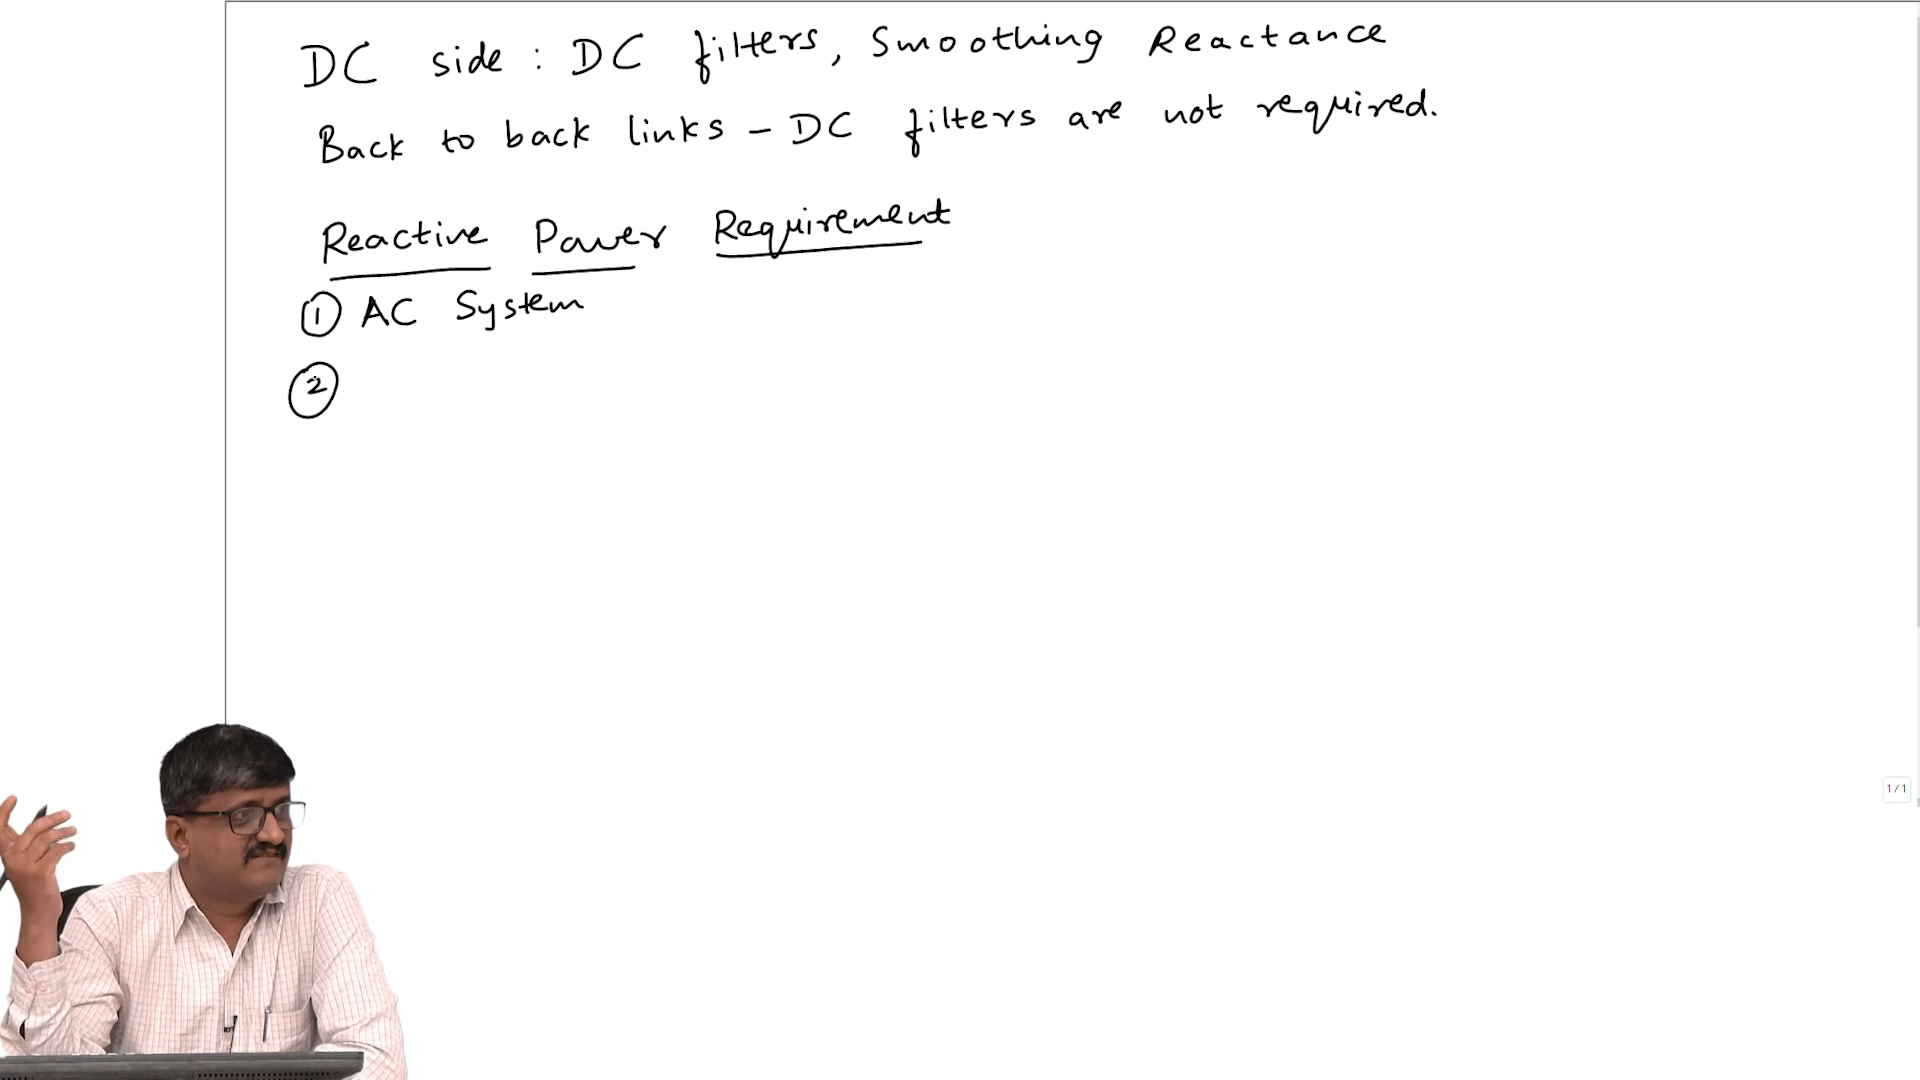 DC side : DC filters, Smoothing Reactance
Back to back links - DC filters are not required.
Reactive Power Requirement
① AC System
②
1/1